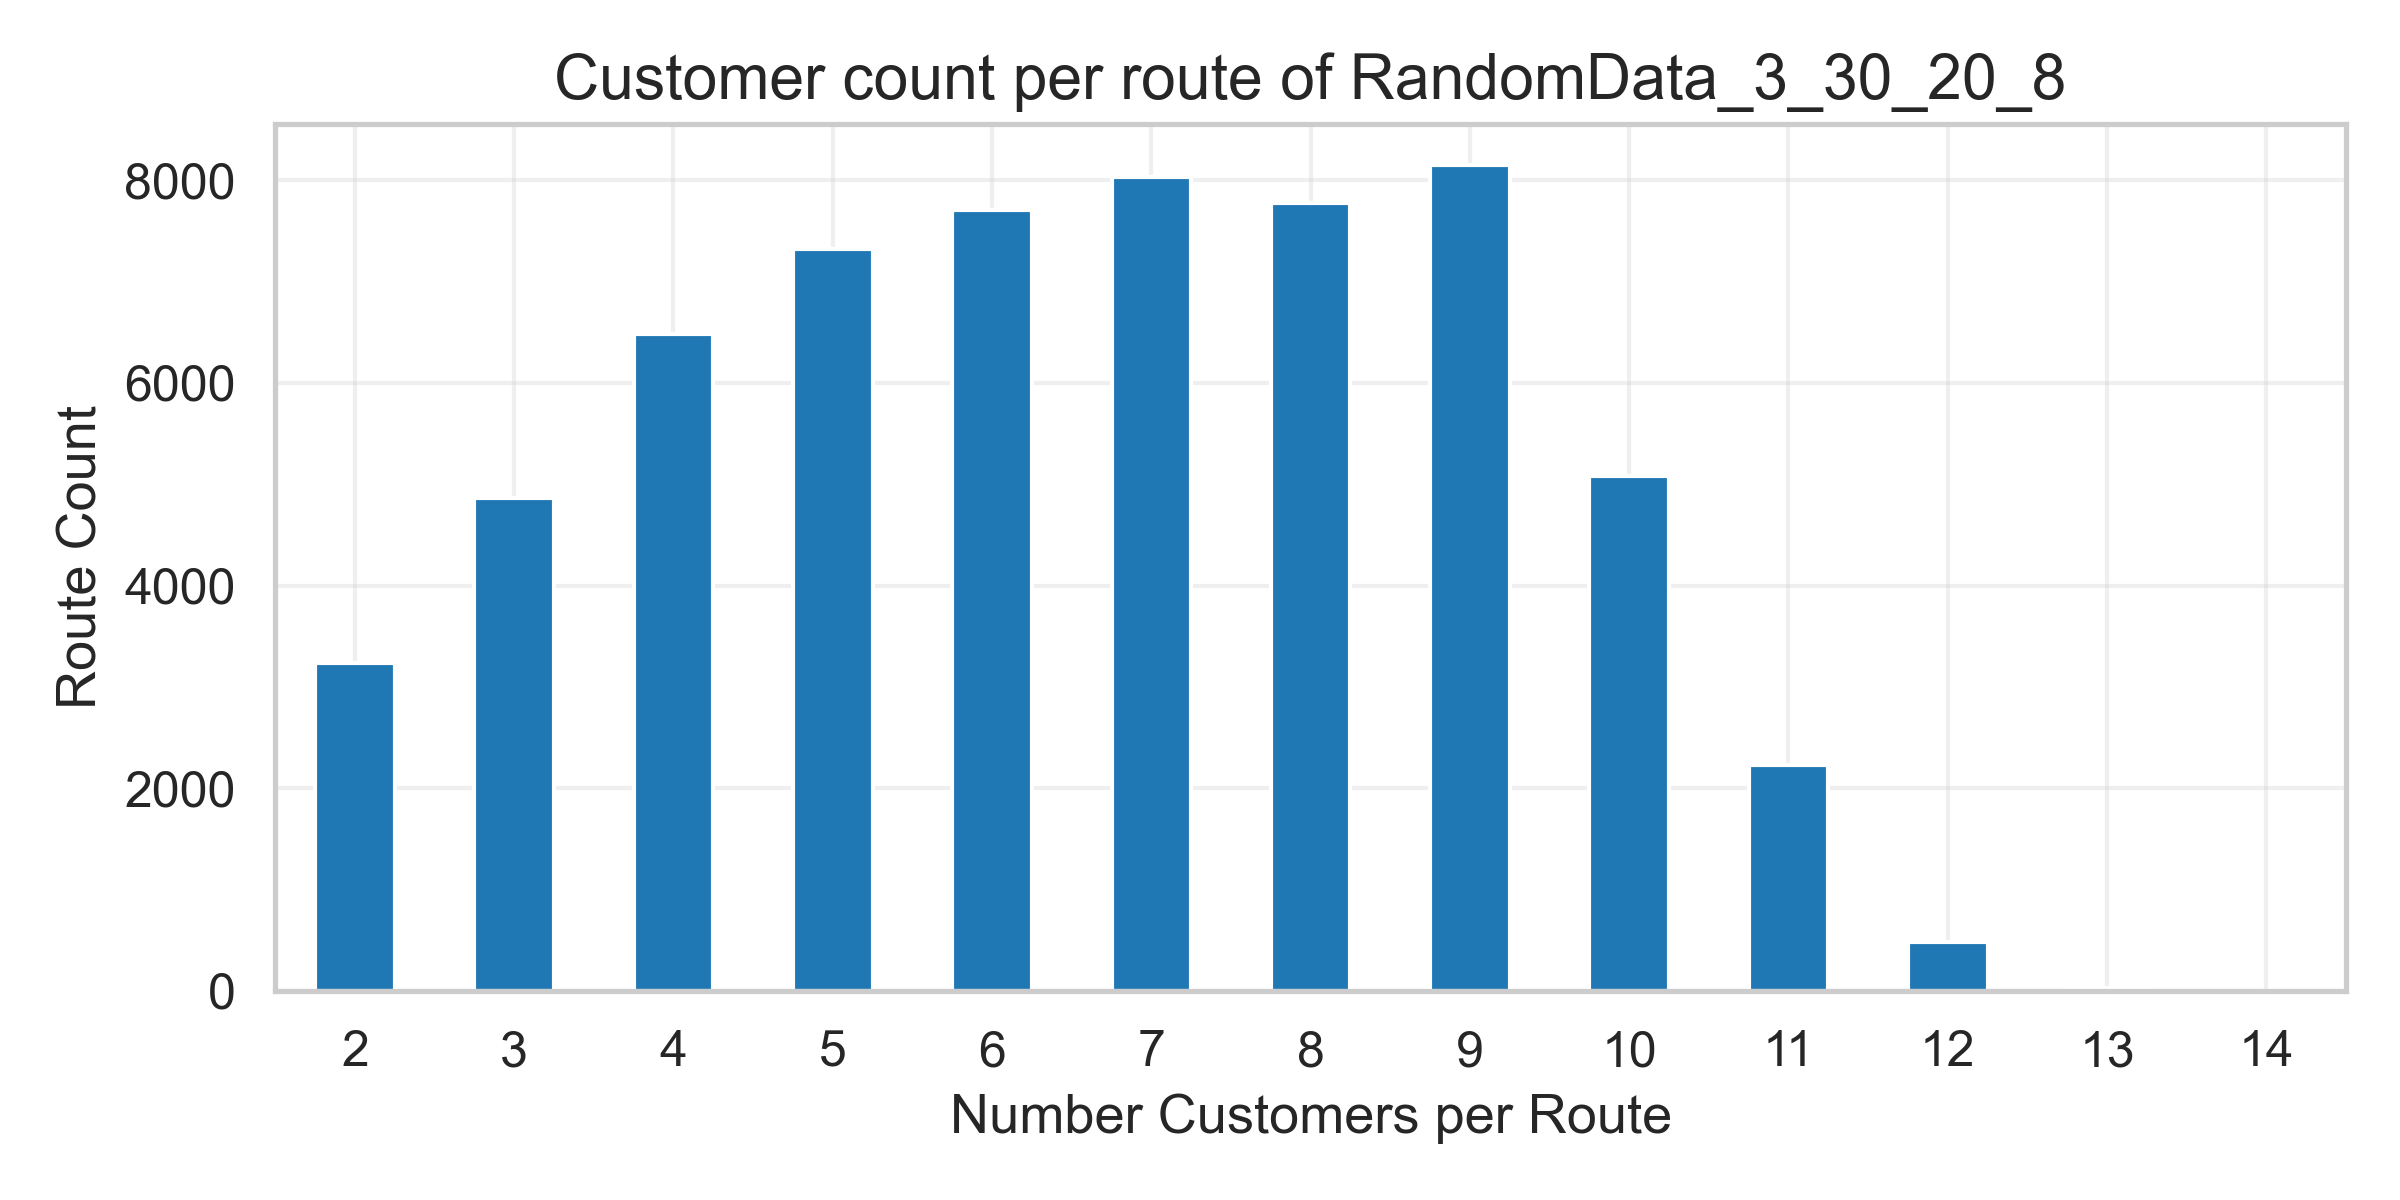 Customer count per route of RandomData_3_30_20_8
Route Count
8000
6000
4000
2000
0
2 3 4 5 6 7 8 9 10 11 12 13 14
Number Customers per Route